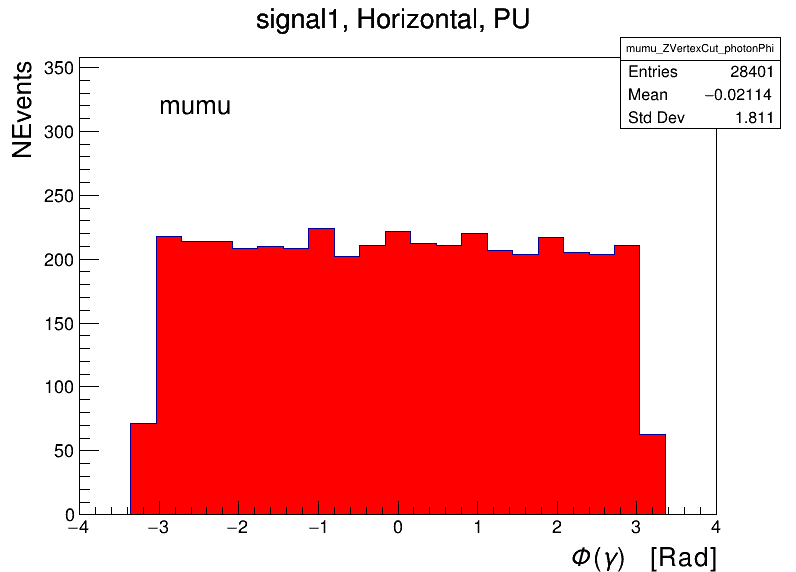 signal1, Horizontal, PU
mumu_ZVertexCut_photonPhi
Entries 28401
Mean −0.02114
Std Dev 1.811
NEvents
mumu
350
300
250
200
150
100
50
0
−4 −3 −2 −1 0 1 2 3 4
Φ(γ) [Rad]